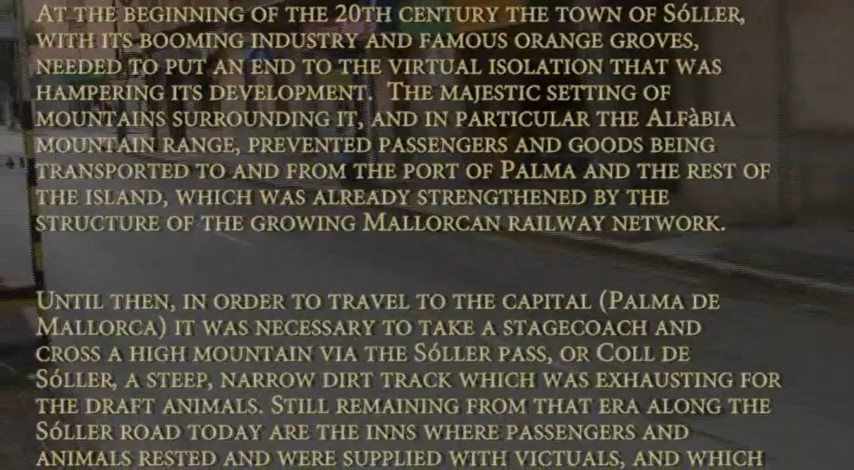 At the beginning of the 20th century the town of Sóller,
with its booming industry and famous orange groves,
needed to put an end to the virtual isolation that was
hampering its development. The majestic setting of
mountains surrounding it, and in particular the Alfàbia
mountain range, prevented passengers and goods being
transported to and from the port of Palma and the rest of
the island, which was already strengthened by the
structure of the growing Mallorcan railway network.
Until then, in order to travel to the capital (Palma de
Mallorca) it was necessary to take a stagecoach and
cross a high mountain via the Sóller pass, or Coll de
Sóller, a steep, narrow dirt track which was exhausting for
the draft animals. Still remaining from that era along the
Sóller road today are the inns where passengers and
animals rested and were supplied with victuals, and which